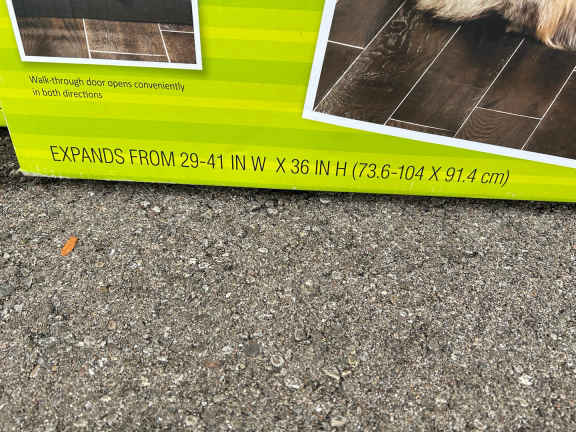 Walk-through door opens conveniently
in both directions
EXPANDS FROM 29-41 IN W X 36 IN H (73.6-104 X 91.4 cm)